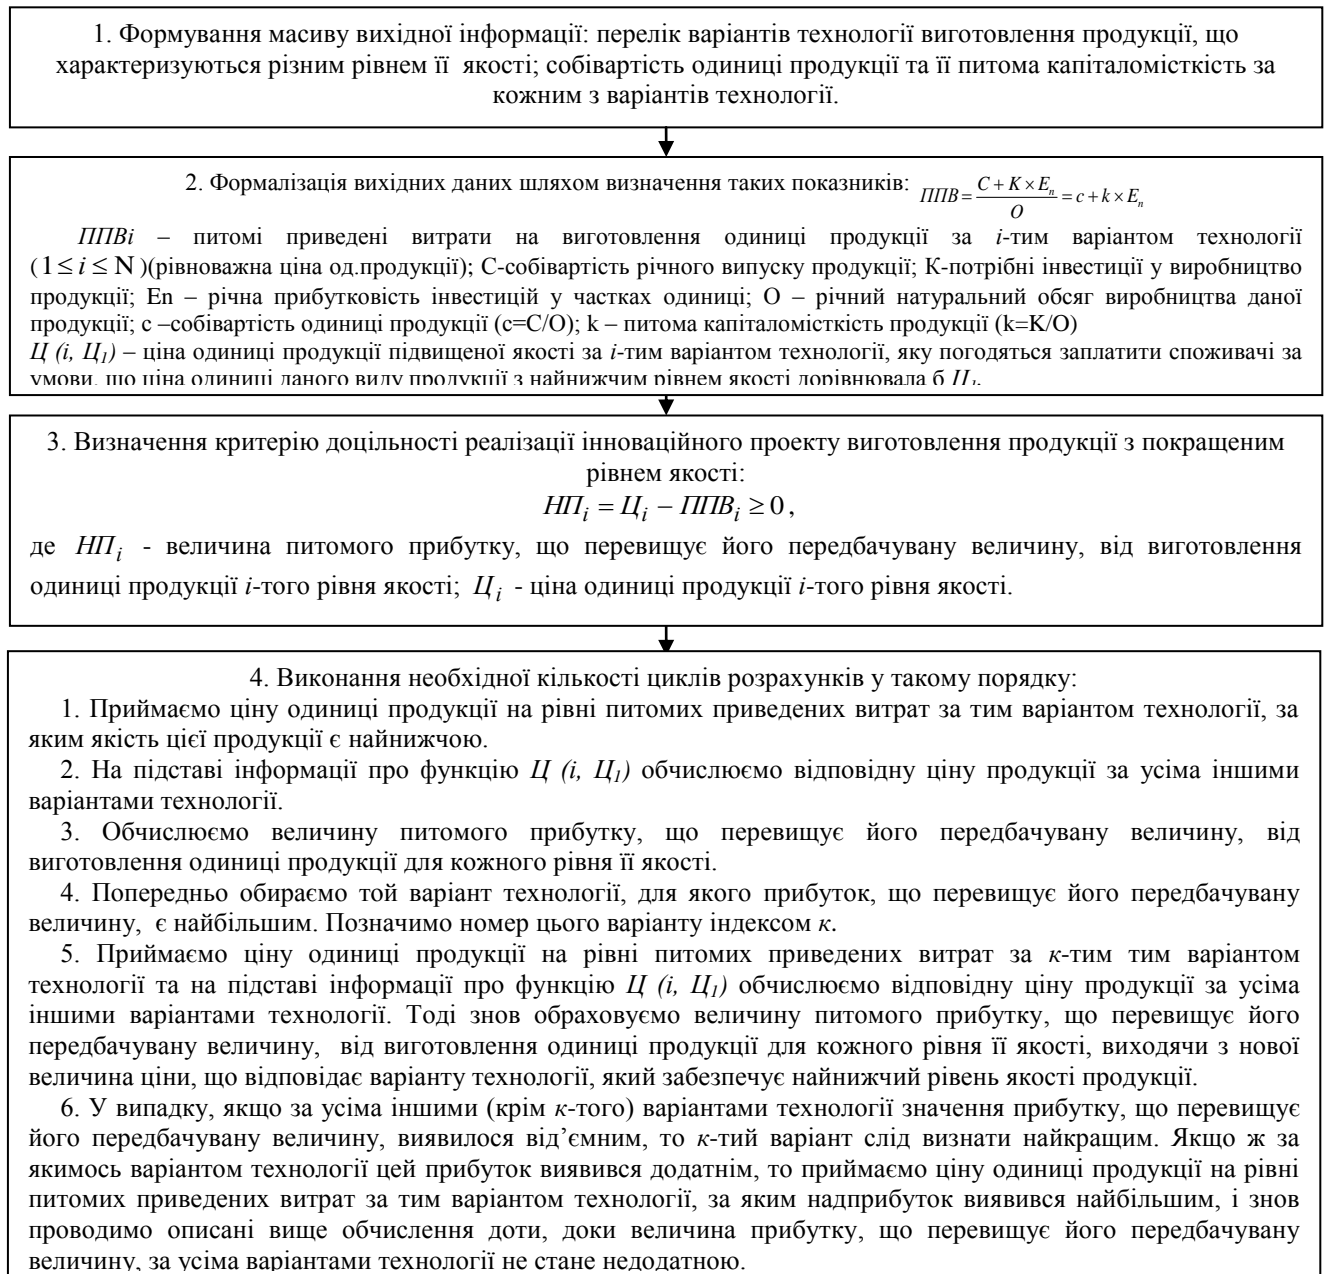 1. Формування масиву вихідної інформації: перелік варіантів технології виготовлення продукції, що
характеризуються різним рівнем її якості; собівартість одиниці продукції та її питома капіталомісткість за
кожним з варіантів технології.
2. Формалізація вихідних даних шляхом визначення таких показників: ППВ = (C + K × Eₙ) / O = c + k × Eₙ
ППВі – питомі приведені витрати на виготовлення одиниці продукції за і-тим варіантом технології
(1 ≤ i ≤ N)(рівноважна ціна од.продукції); С-собівартість річного випуску продукції; К-потрібні інвестиції у виробництво
продукції; En – річна прибутковість інвестицій у частках одиниці; О – річний натуральний обсяг виробництва даної
продукції; с –собівартість одиниці продукції (с=С/О); k – питома капіталомісткість продукції (k=K/O)
Ц (i, Ц₁) – ціна одиниці продукції підвищеної якості за і-тим варіантом технології, яку погодяться заплатити споживачі за
умови, що ціна одиниці даного виду продукції з найнижчим рівнем якості дорівнювала б Ц₁.
3. Визначення критерію доцільності реалізації інноваційного проекту виготовлення продукції з покращеним
рівнем якості:
НПᵢ = Цᵢ − ППВᵢ ≥ 0,
де НПᵢ - величина питомого прибутку, що перевищує його передбачувану величину, від виготовлення
одиниці продукції і-того рівня якості; Цᵢ - ціна одиниці продукції і-того рівня якості.
4. Виконання необхідної кількості циклів розрахунків у такому порядку:
1. Приймаємо ціну одиниці продукції на рівні питомих приведених витрат за тим варіантом технології, за
яким якість цієї продукції є найнижчою.
2. На підставі інформації про функцію Ц (i, Ц₁) обчислюємо відповідну ціну продукції за усіма іншими
варіантами технології.
3. Обчислюємо величину питомого прибутку, що перевищує його передбачувану величину, від
виготовлення одиниці продукції для кожного рівня її якості.
4. Попередньо обираємо той варіант технології, для якого прибуток, що перевищує його передбачувану
величину, є найбільшим. Позначимо номер цього варіанту індексом к.
5. Приймаємо ціну одиниці продукції на рівні питомих приведених витрат за к-тим тим варіантом
технології та на підставі інформації про функцію Ц (i, Ц₁) обчислюємо відповідну ціну продукції за усіма
іншими варіантами технології. Тоді знов обраховуємо величину питомого прибутку, що перевищує його
передбачувану величину, від виготовлення одиниці продукції для кожного рівня її якості, виходячи з нової
величина ціни, що відповідає варіанту технології, який забезпечує найнижчий рівень якості продукції.
6. У випадку, якщо за усіма іншими (крім к-того) варіантами технології значення прибутку, що перевищує
його передбачувану величину, виявилося від’ємним, то к-тий варіант слід визнати найкращим. Якщо ж за
якимось варіантом технології цей прибуток виявився додатнім, то приймаємо ціну одиниці продукції на рівні
питомих приведених витрат за тим варіантом технології, за яким надприбуток виявився найбільшим, і знов
проводимо описані вище обчислення доти, доки величина прибутку, що перевищує його передбачувану
величину, за усіма варіантами технології не стане недодатною.